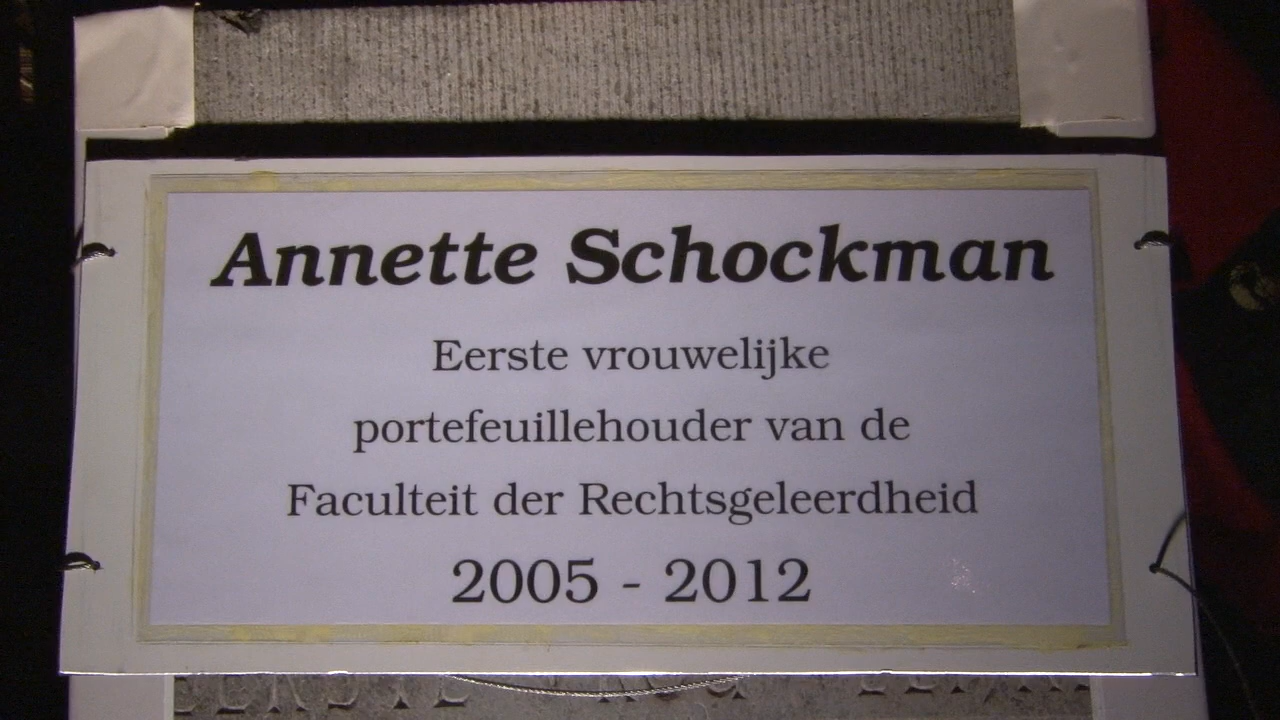 Annette Schockman
Eerste vrouwelijke
portefeuillehouder van de
Faculteit der Rechtsgeleerdheid
2005 - 2012